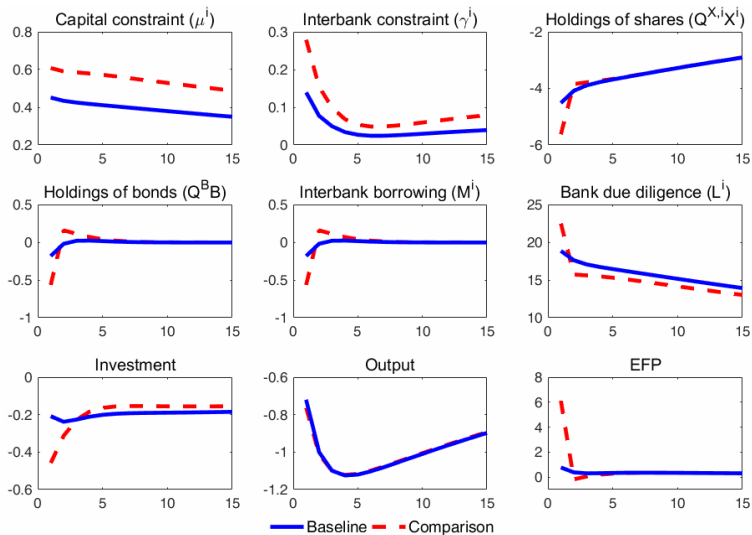 Capital constraint (μ^i)
Interbank constraint (γ^i)
Holdings of shares (Q^{X,i}X^i)
0.8
0.6
0.4
0.2
0 5 10 15
0.3
0.2
0.1
0
0 5 10 15
-2
-4
-6
0 5 10 15
Holdings of bonds (Q^B B)
Interbank borrowing (M^i)
Bank due diligence (L^i)
0.5
0
-0.5
-1
0 5 10 15
0.5
0
-0.5
-1
0 5 10 15
25
20
15
10
0 5 10 15
Investment
Output
EFP
0
-0.2
-0.4
-0.6
0 5 10 15
-0.6
-0.8
-1
-1.2
0 5 10 15
8
6
4
2
0
0 5 10 15
Baseline Comparison